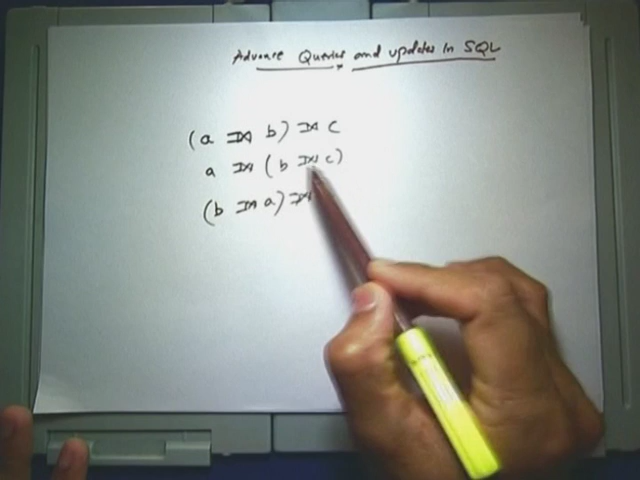 Advance Queries and updates in SQL
(a ⟕ b) ⟕ c
a ⟕ (b ⟕ c)
(b ⟕ a) ⟕